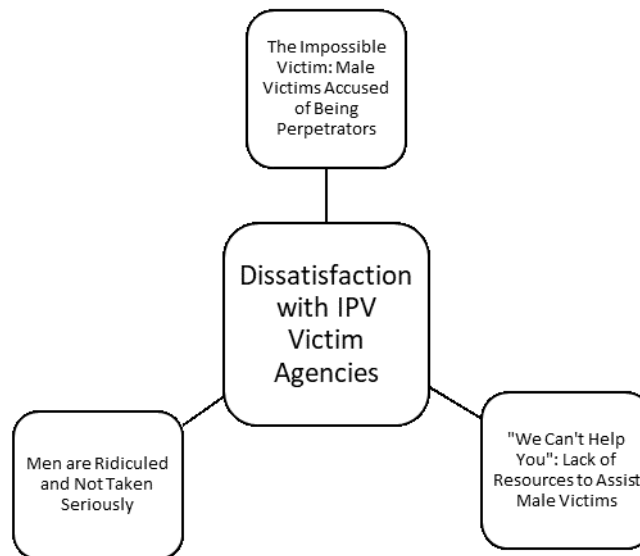 The Impossible
Victim: Male
Victims Accused
of Being
Perpetrators
Dissatisfaction
with IPV
Victim
Agencies
Men are Ridiculed
and Not Taken
Seriously
"We Can't Help
You": Lack of
Resources to Assist
Male Victims